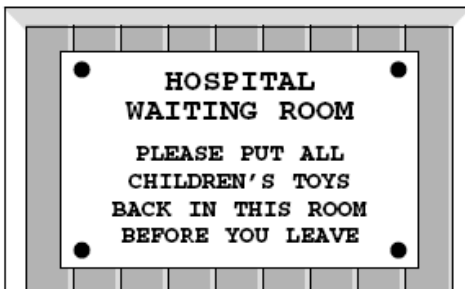 HOSPITAL
WAITING ROOM
PLEASE PUT ALL
CHILDREN'S TOYS
BACK IN THIS ROOM
BEFORE YOU LEAVE